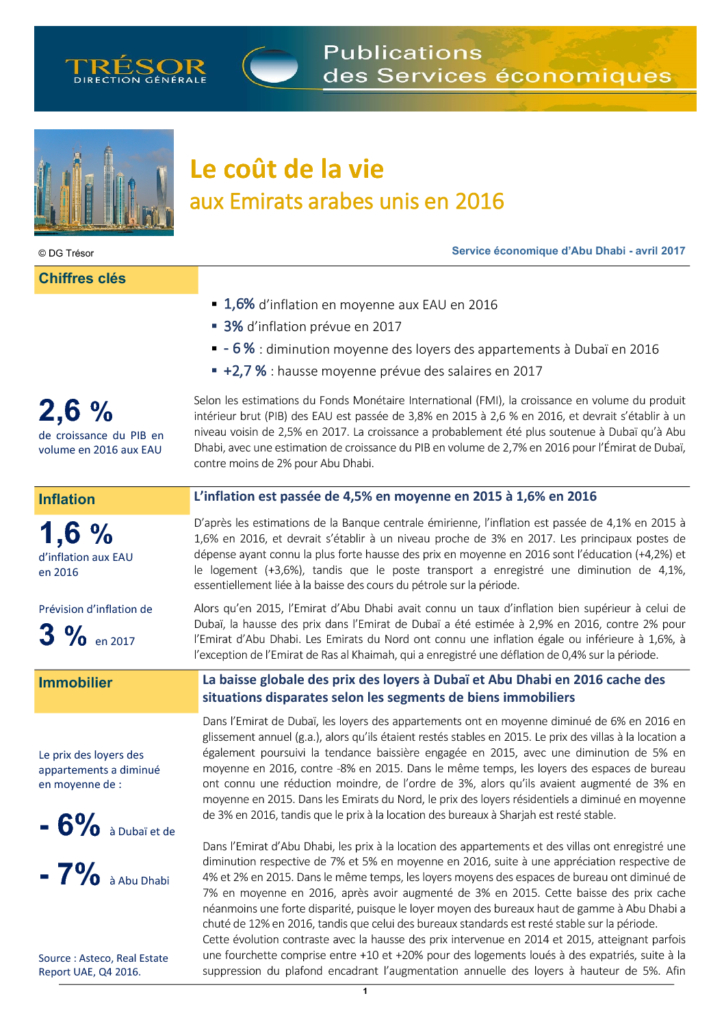 TRÉSOR
DIRECTION GÉNÉRALE
Publications
des Services économiques
Le coût de la vie
aux Emirats arabes unis en 2016
© DG Trésor
Service économique d'Abu Dhabi - avril 2017
Chiffres clés
▪ 1,6% d'inflation en moyenne aux EAU en 2016
▪ 3% d'inflation prévue en 2017
▪ - 6 % : diminution moyenne des loyers des appartements à Dubaï en 2016
▪ +2,7 % : hausse moyenne prévue des salaires en 2017
2,6 %
de croissance du PIB en
volume en 2016 aux EAU
Selon les estimations du Fonds Monétaire International (FMI), la croissance en volume du produit
intérieur brut (PIB) des EAU est passée de 3,8% en 2015 à 2,6 % en 2016, et devrait s'établir à un
niveau voisin de 2,5% en 2017. La croissance a probablement été plus soutenue à Dubaï qu'à Abu
Dhabi, avec une estimation de croissance du PIB en volume de 2,7% en 2016 pour l'Émirat de Dubaï,
contre moins de 2% pour Abu Dhabi.
Inflation
L'inflation est passée de 4,5% en moyenne en 2015 à 1,6% en 2016
1,6 %
d'inflation aux EAU
en 2016
D'après les estimations de la Banque centrale émirienne, l'inflation est passée de 4,1% en 2015 à
1,6% en 2016, et devrait s'établir à un niveau proche de 3% en 2017. Les principaux postes de
dépense ayant connu la plus forte hausse des prix en moyenne en 2016 sont l'éducation (+4,2%) et
le logement (+3,6%), tandis que le poste transport a enregistré une diminution de 4,1%,
essentiellement liée à la baisse des cours du pétrole sur la période.
Prévision d'inflation de
3 % en 2017
Alors qu'en 2015, l'Emirat d'Abu Dhabi avait connu un taux d'inflation bien supérieur à celui de
Dubaï, la hausse des prix dans l'Emirat de Dubaï a été estimée à 2,9% en 2016, contre 2% pour
l'Emirat d'Abu Dhabi. Les Emirats du Nord ont connu une inflation égale ou inférieure à 1,6%, à
l'exception de l'Emirat de Ras al Khaimah, qui a enregistré une déflation de 0,4% sur la période.
Immobilier
La baisse globale des prix des loyers à Dubaï et Abu Dhabi en 2016 cache des
situations disparates selon les segments de biens immobiliers
Le prix des loyers des
appartements a diminué
en moyenne de :
- 6% à Dubaï et de
- 7% à Abu Dhabi
Source : Asteco, Real Estate
Report UAE, Q4 2016.
Dans l'Emirat de Dubaï, les loyers des appartements ont en moyenne diminué de 6% en 2016 en
glissement annuel (g.a.), alors qu'ils étaient restés stables en 2015. Le prix des villas à la location a
également poursuivi la tendance baissière engagée en 2015, avec une diminution de 5% en
moyenne en 2016, contre -8% en 2015. Dans le même temps, les loyers des espaces de bureau
ont connu une réduction moindre, de l'ordre de 3%, alors qu'ils avaient augmenté de 3% en
moyenne en 2015. Dans les Emirats du Nord, le prix des loyers résidentiels a diminué en moyenne
de 3% en 2016, tandis que le prix à la location des bureaux à Sharjah est resté stable.
Dans l'Emirat d'Abu Dhabi, les prix à la location des appartements et des villas ont enregistré une
diminution respective de 7% et 5% en moyenne en 2016, suite à une appréciation respective de
4% et 2% en 2015. Dans le même temps, les loyers moyens des espaces de bureau ont diminué de
7% en moyenne en 2016, après avoir augmenté de 3% en 2015. Cette baisse des prix cache
néanmoins une forte disparité, puisque le loyer moyen des bureaux haut de gamme à Abu Dhabi a
chuté de 12% en 2016, tandis que celui des bureaux standards est resté stable sur la période.
Cette évolution contraste avec la hausse des prix intervenue en 2014 et 2015, atteignant parfois
une fourchette comprise entre +10 et +20% pour des logements loués à des expatriés, suite à la
suppression du plafond encadrant l'augmentation annuelle des loyers à hauteur de 5%. Afin
1